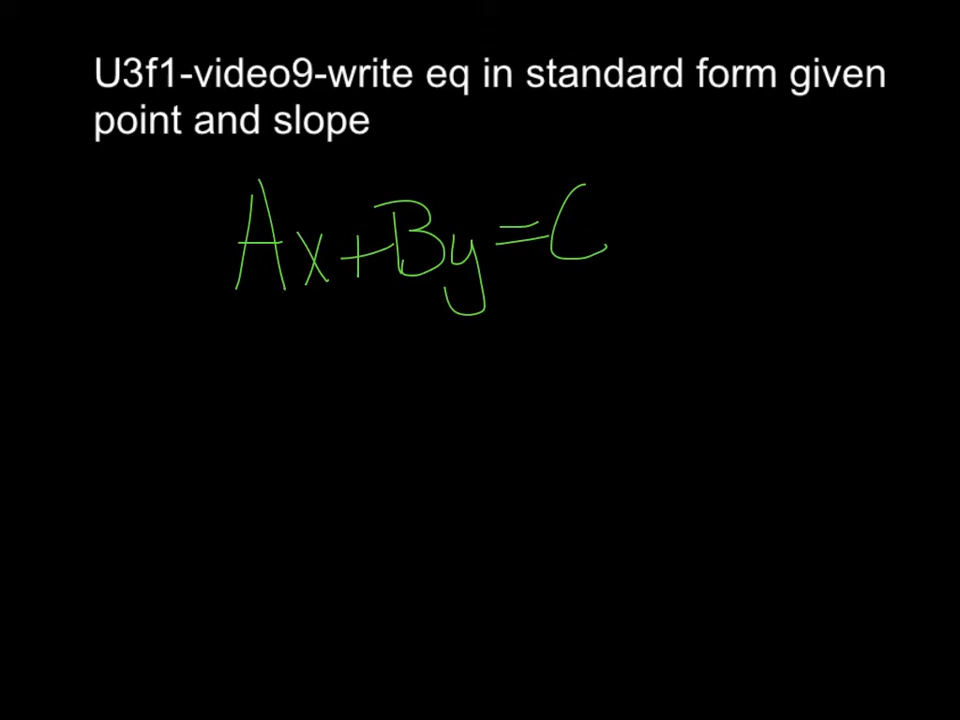 U3f1-video9-write eq in standard form given
point and slope
Ax+By=C